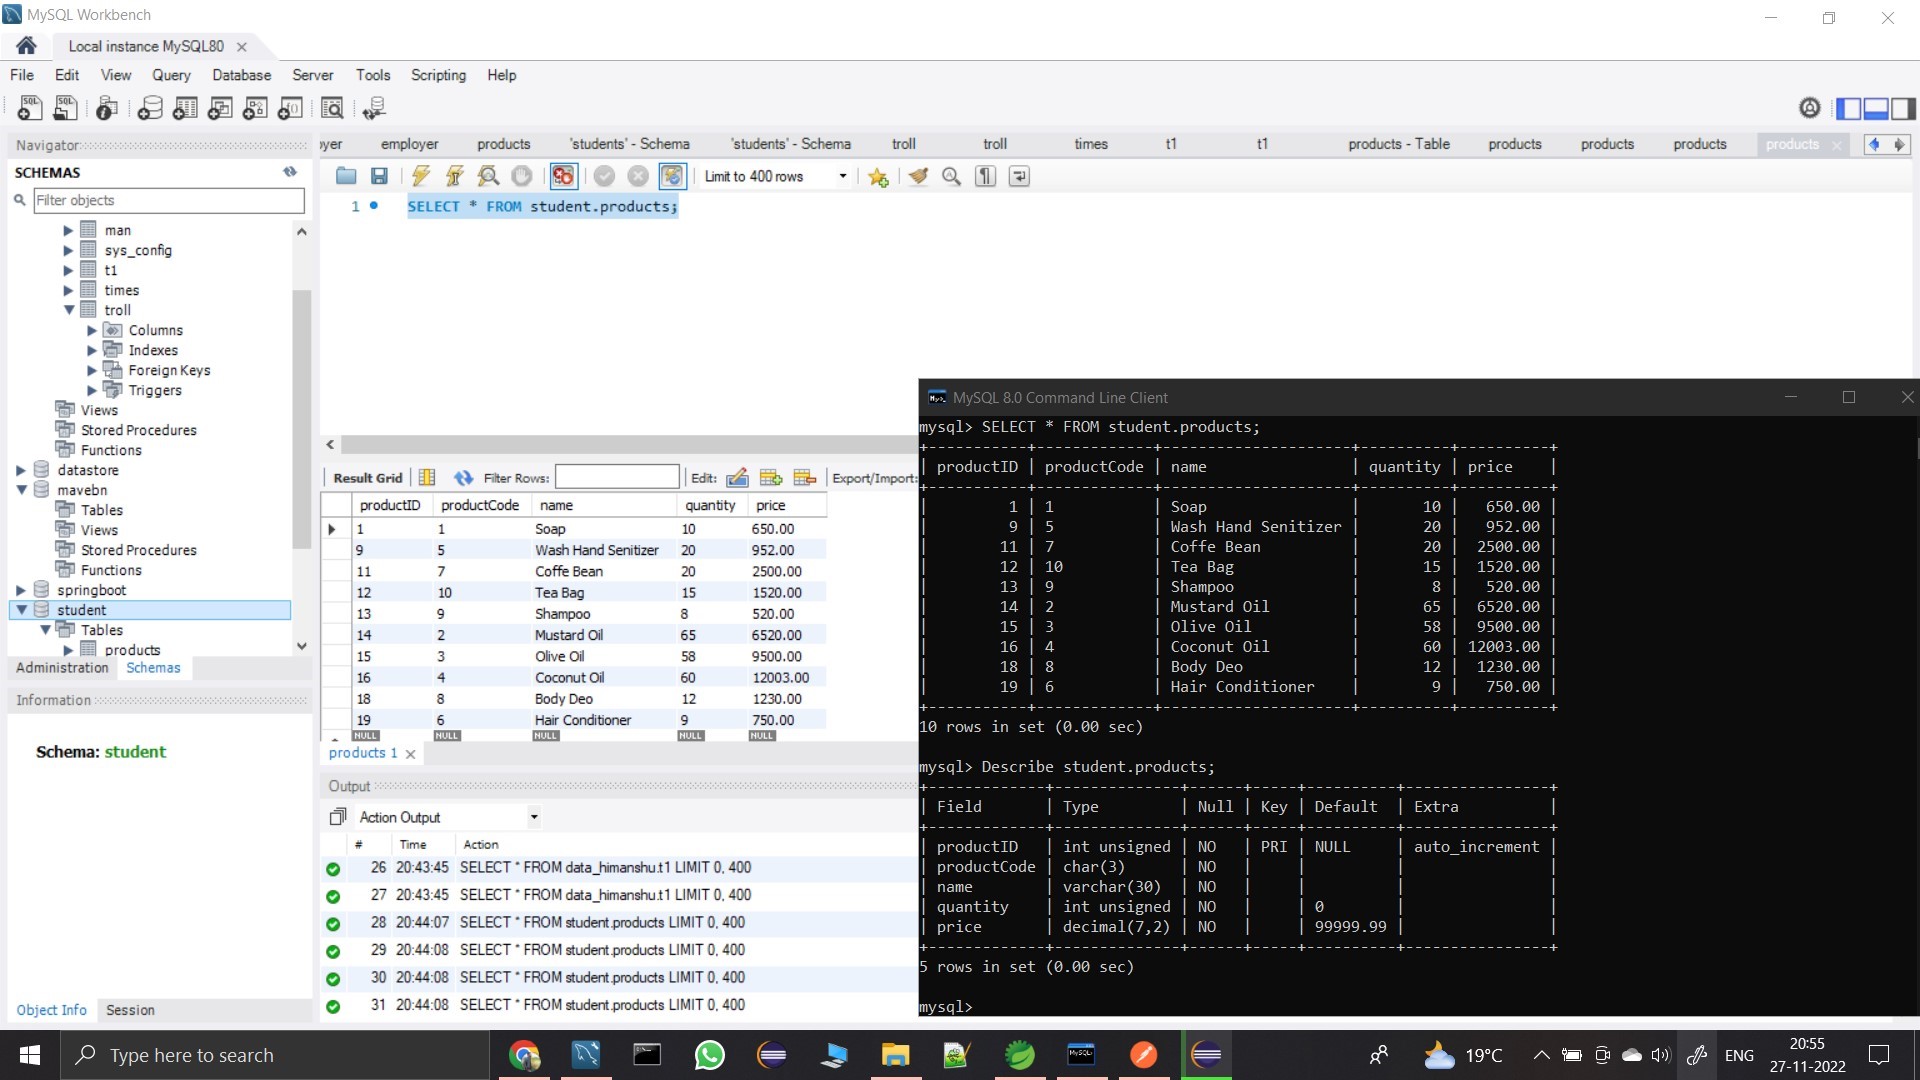 MySQL Workbench
Local instance MySQL80
File Edit View Query Database Server Tools Scripting Help
Navigator
yer employer products 'students' - Schema 'students' - Schema troll troll times t1 t1 products - Table products products products products
SCHEMAS
Filter objects
Limit to 400 rows
1 SELECT * FROM student.products;
man
sys_config
t1
times
troll
Columns
Indexes
Foreign Keys
Triggers
Views
Stored Procedures
Functions
datastore
mavebn
Tables
Views
Stored Procedures
Functions
springboot
student
Tables
products
Administration Schemas
Information
Schema: student
Object Info Session
Result Grid Filter Rows: Edit: Export/Import:
productID productCode name quantity price
1 1 Soap 10 650.00
9 5 Wash Hand Senitizer 20 952.00
11 7 Coffe Bean 20 2500.00
12 10 Tea Bag 15 1520.00
13 9 Shampoo 8 520.00
14 2 Mustard Oil 65 6520.00
15 3 Olive Oil 58 9500.00
16 4 Coconut Oil 60 12003.00
18 8 Body Deo 12 1230.00
19 6 Hair Conditioner 9 750.00
NULL NULL NULL NULL NULL
products 1
Output
Action Output
# Time Action
26 20:43:45 SELECT * FROM data_himanshu.t1 LIMIT 0, 400
27 20:43:45 SELECT * FROM data_himanshu.t1 LIMIT 0, 400
28 20:44:07 SELECT * FROM student.products LIMIT 0, 400
29 20:44:08 SELECT * FROM student.products LIMIT 0, 400
30 20:44:08 SELECT * FROM student.products LIMIT 0, 400
31 20:44:08 SELECT * FROM student.products LIMIT 0, 400
MySQL 8.0 Command Line Client
mysql> SELECT * FROM student.products;
| productID | productCode | name | quantity | price |
| 1 | 1 | Soap | 10 | 650.00 |
| 9 | 5 | Wash Hand Senitizer | 20 | 952.00 |
| 11 | 7 | Coffe Bean | 20 | 2500.00 |
| 12 | 10 | Tea Bag | 15 | 1520.00 |
| 13 | 9 | Shampoo | 8 | 520.00 |
| 14 | 2 | Mustard Oil | 65 | 6520.00 |
| 15 | 3 | Olive Oil | 58 | 9500.00 |
| 16 | 4 | Coconut Oil | 60 | 12003.00 |
| 18 | 8 | Body Deo | 12 | 1230.00 |
| 19 | 6 | Hair Conditioner | 9 | 750.00 |
10 rows in set (0.00 sec)
mysql> Describe student.products;
| Field | Type | Null | Key | Default | Extra |
| productID | int unsigned | NO | PRI | NULL | auto_increment |
| productCode | char(3) | NO | | | |
| name | varchar(30) | NO | | | |
| quantity | int unsigned | NO | | 0 | |
| price | decimal(7,2) | NO | | 99999.99 | |
5 rows in set (0.00 sec)
mysql>
Type here to search
19°C
ENG
20:55
27-11-2022